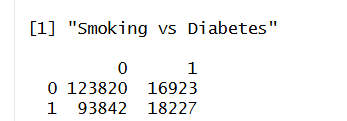 [1] "Smoking vs Diabetes"
0 1
0 123820 16923
1 93842 18227